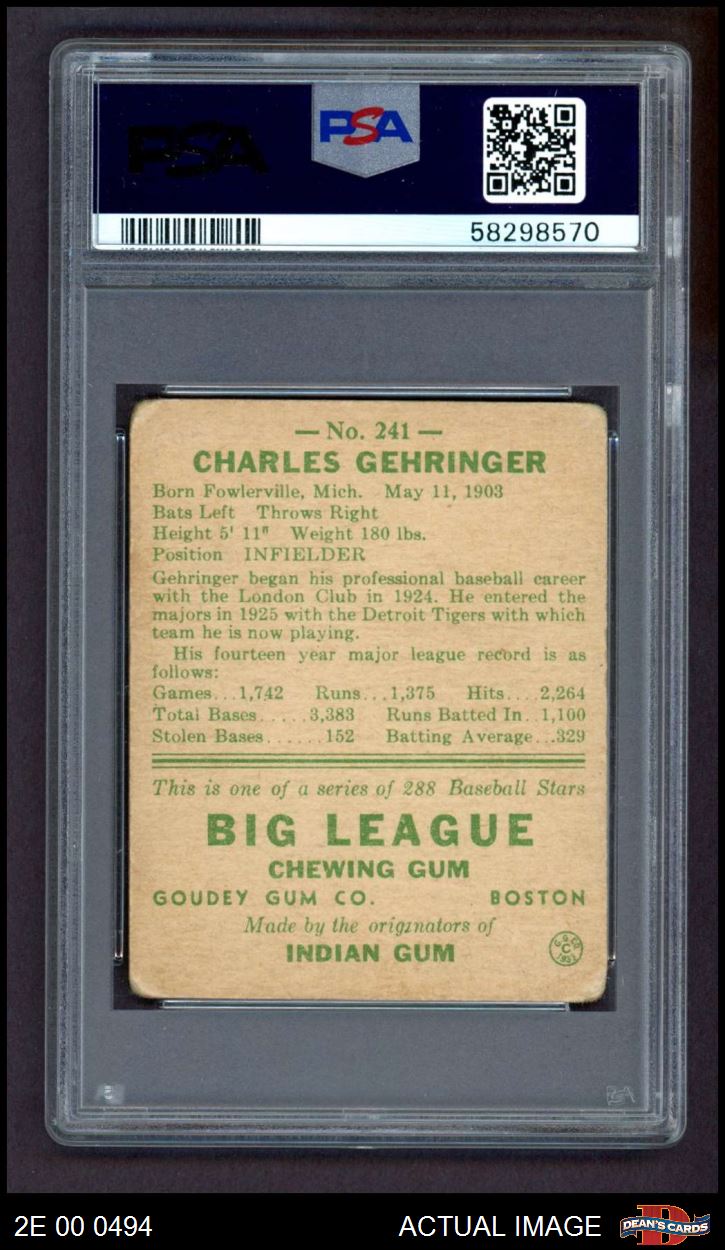 PSA
PSA
58298570
— No. 241 —
CHARLES GEHRINGER
Born Fowlerville, Mich. May 11, 1903
Bats Left Throws Right
Height 5' 11" Weight 180 lbs.
Position INFIELDER
Gehringer began his professional baseball career
with the London Club in 1924. He entered the
majors in 1925 with the Detroit Tigers with which
team he is now playing.
His fourteen year major league record is as
follows:
Games...1,742 Runs...1,375 Hits....2,264
Total Bases.....3,383 Runs Batted In..1,100
Stolen Bases......152 Batting Average...329
This is one of a series of 288 Baseball Stars
BIG LEAGUE
CHEWING GUM
GOUDEY GUM CO. BOSTON
Made by the originators of
INDIAN GUM
C
2E 00 0494 ACTUAL IMAGE DEAN'S CARDS